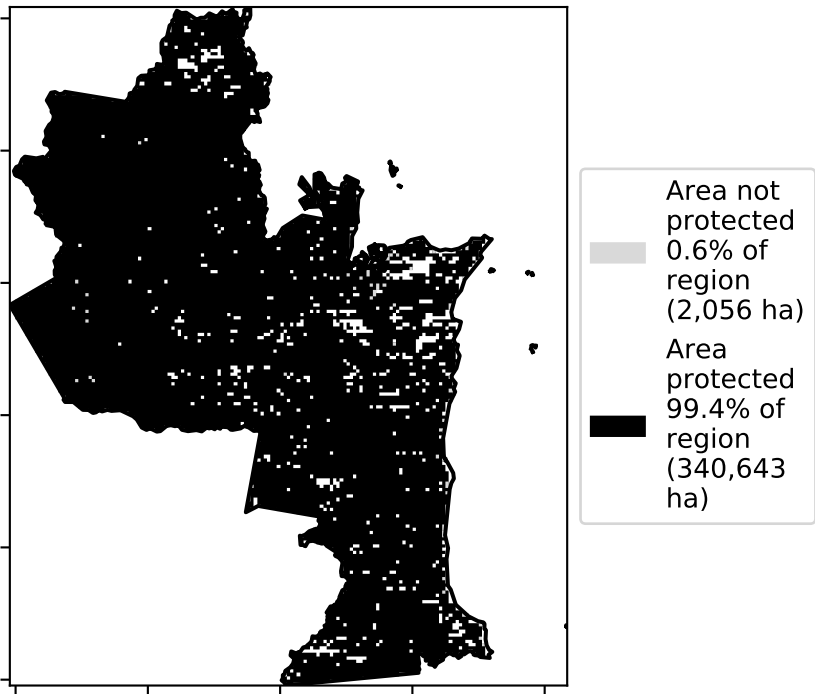 Area not
protected
0.6% of
region
(2,056 ha)
Area
protected
99.4% of
region
(340,643
ha)